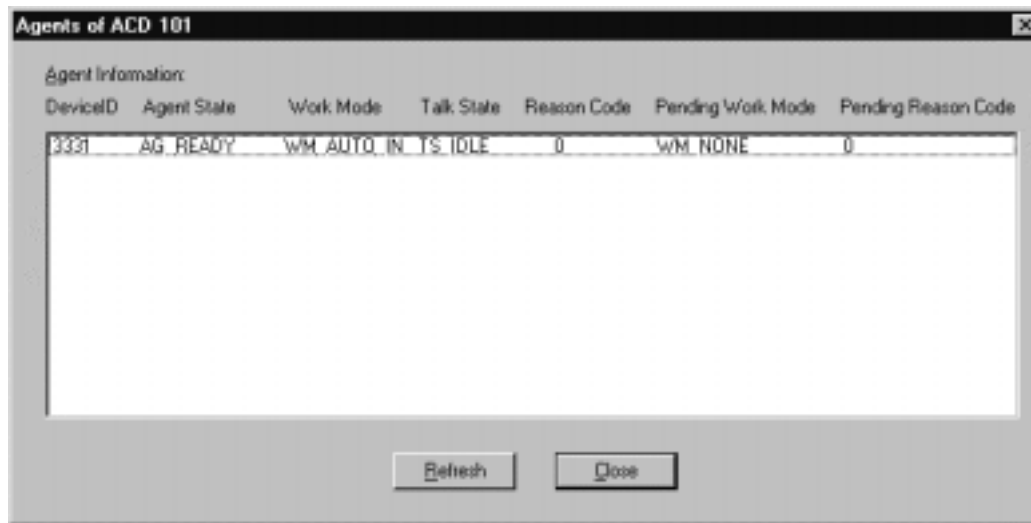 Agents of ACD 101
Agent Information:
DeviceID Agent State Work Mode Talk State Reason Code Pending Work Mode Pending Reason Code
3331 AG_READY WM_AUTO_IN TS_IDLE 0 WM_NONE 0
Refresh Close